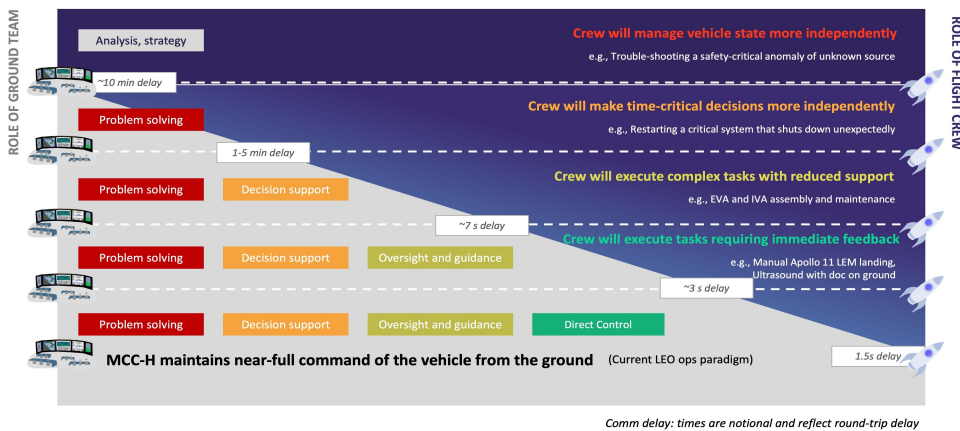 ROLE OF GROUND TEAM
ROLE OF FLIGHT CREW
Analysis, strategy
Crew will manage vehicle state more independently
e.g., Trouble-shooting a safety-critical anomaly of unknown source
~10 min delay
Crew will make time-critical decisions more independently
Problem solving
e.g., Restarting a critical system that shuts down unexpectedly
1-5 min delay
Crew will execute complex tasks with reduced support
Problem solving
Decision support
e.g., EVA and IVA assembly and maintenance
~7 s delay
Crew will execute tasks requiring immediate feedback
Problem solving
Decision support
Oversight and guidance
e.g., Manual Apollo 11 LEM landing,
Ultrasound with doc on ground
~3 s delay
Problem solving
Decision support
Oversight and guidance
Direct Control
MCC-H maintains near-full command of the vehicle from the ground (Current LEO ops paradigm)
1.5s delay
Comm delay: times are notional and reflect round-trip delay